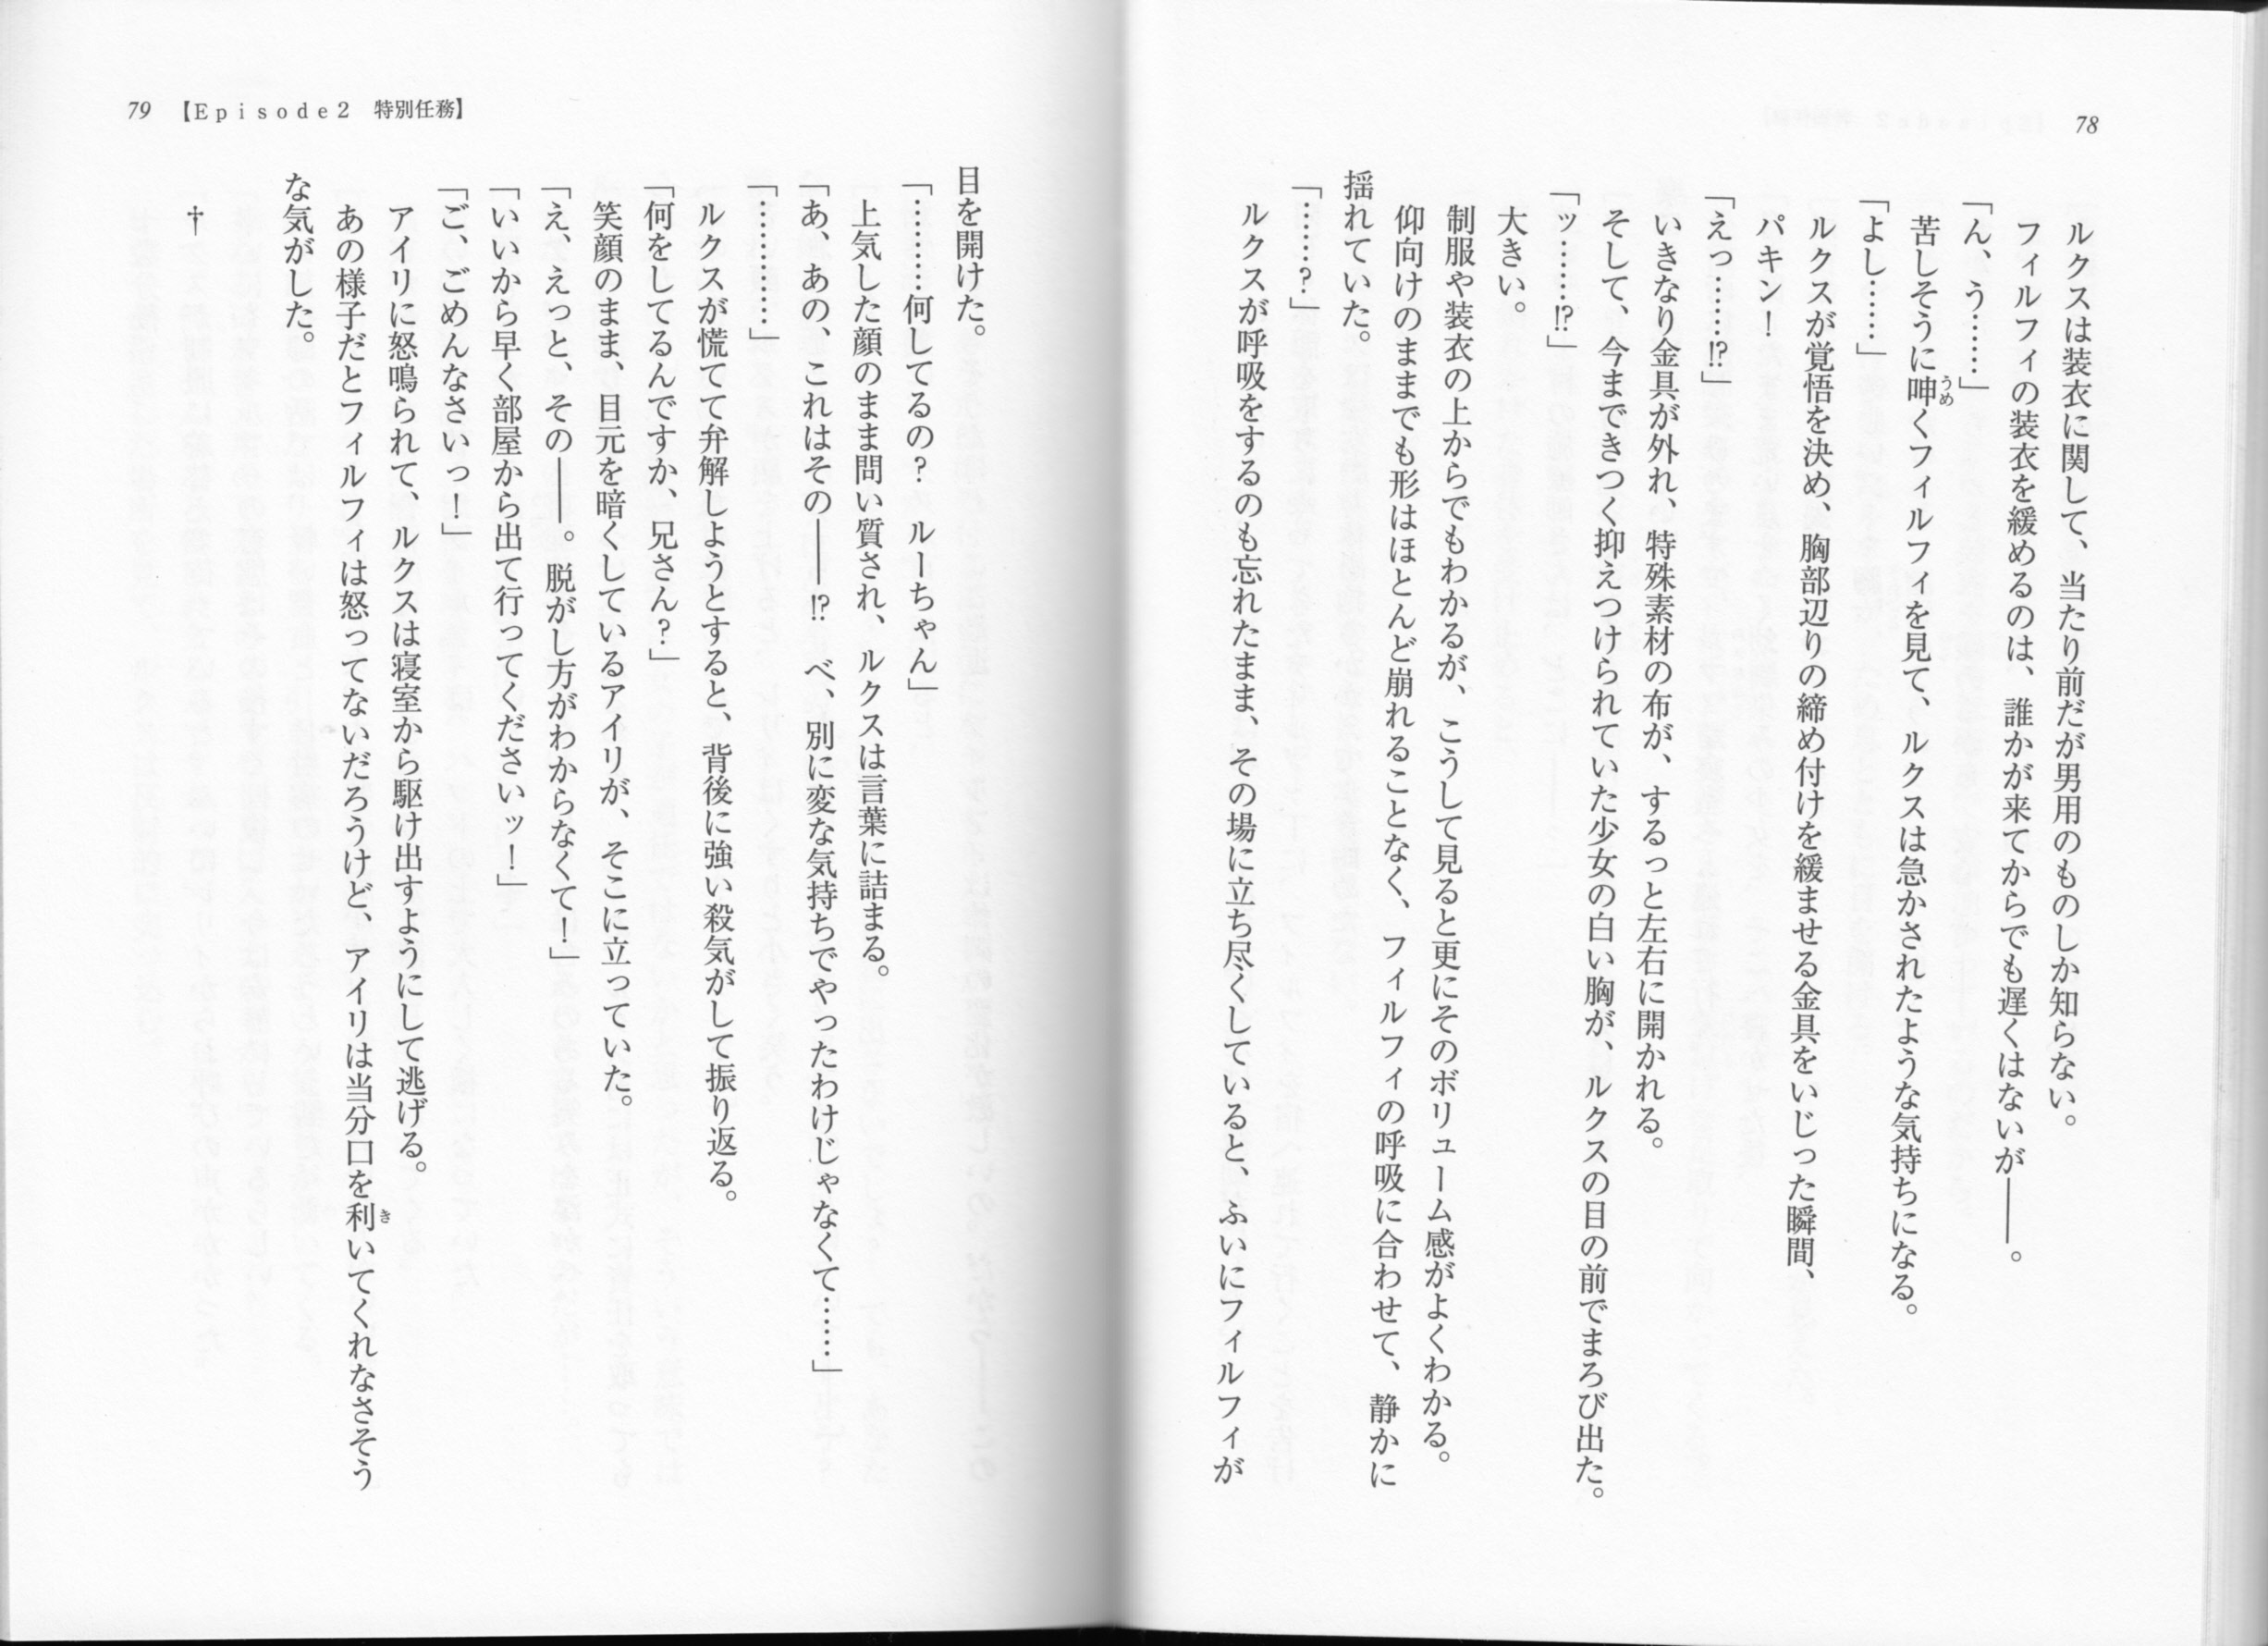 78
ルクスは装衣に関して、当たり前だが男用のものしか知らない。
フィルフィの装衣を緩めるのは、誰かが来てからでも遅くはないが――。
「ん、う……」
苦しそうに呻くフィルフィを見て、ルクスは急かされたような気持ちになる。
うめ
「よし……」
ルクスが覚悟を決め、胸部辺りの締め付けを緩ませる金具をいじった瞬間、
パキン！
「えっ………⁉」
いきなり金具が外れ、特殊素材の布が、するっと左右に開かれる。
そして、今まできつく抑えつけられていた少女の白い胸が、ルクスの目の前でまろび出た。
「ッ……⁉」
大きい。
制服や装衣の上からでもわかるが、こうして見ると更にそのボリューム感がよくわかる。
仰向けのままでも形はほとんど崩れることなく、フィルフィの呼吸に合わせて、静かに
揺れていた。
「……？」
ルクスが呼吸をするのも忘れたまま、その場に立ち尽くしていると、ふいにフィルフィが
79 【Episode2 特別任務】
目を開けた。
「………何してるの？ ルーちゃん」
上気した顔のまま問い質され、ルクスは言葉に詰まる。
「あ、あの、これはその――⁉ べ、別に変な気持ちでやったわけじゃなくて……」
「…………」
ルクスが慌てて弁解しようとすると、背後に強い殺気がして振り返る。
「何をしてるんですか、兄さん？」
笑顔のまま、目元を暗くしているアイリが、そこに立っていた。
「え、えっと、その――。脱がし方がわからなくて！」
「いいから早く部屋から出て行ってくださいッ！」
「ご、ごめんなさいっ！」
アイリに怒鳴られて、ルクスは寝室から駆け出すようにして逃げる。
あの様子だとフィルフィは怒ってないだろうけど、アイリは当分口を利いてくれなさそう
き
な気がした。
†